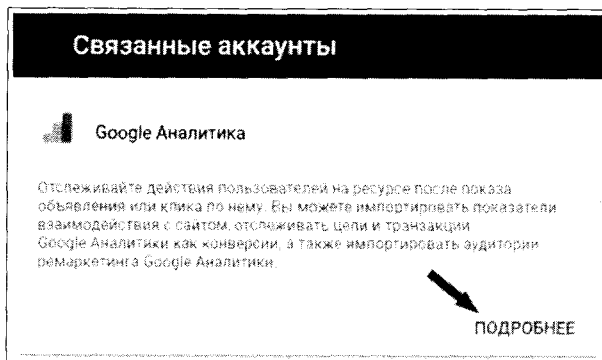 Связанные аккаунты
Google Аналитика
Отслеживайте действия пользователей на ресурсе после показа
объявления или клика по нему. Вы можете импортировать показатели
взаимодействия с сайтом, отслеживать цели и транзакции
Google Аналитики как конверсии, а также импортировать аудитории
ремаркетинга Google Аналитики.
ПОДРОБНЕЕ